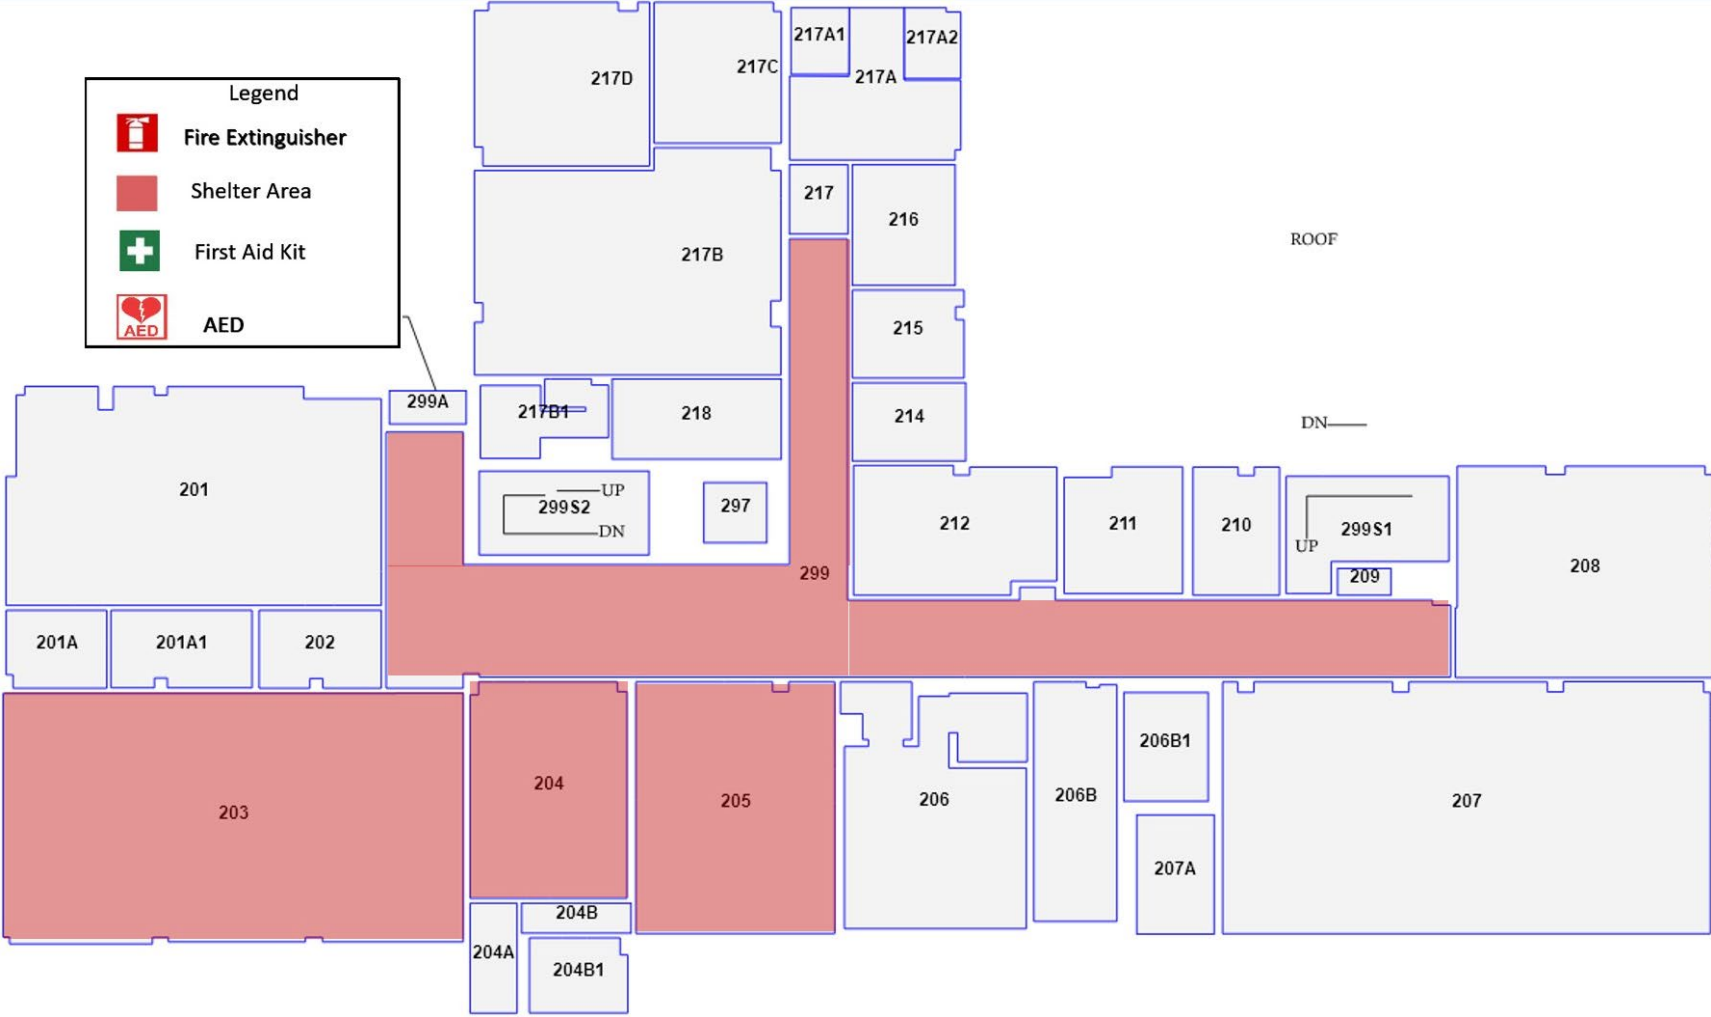 217D
217C
217A1
217A2
217A
Legend
Fire Extinguisher
Shelter Area
First Aid Kit
AED
AED
217
216
217B
ROOF
215
299A
217B1
218
214
DN
201
UP
299S2
DN
297
212
211
210
299S1
UP
209
208
299
201A
201A1
202
203
204
205
206
206B
206B1
207
207A
204B
204A
204B1